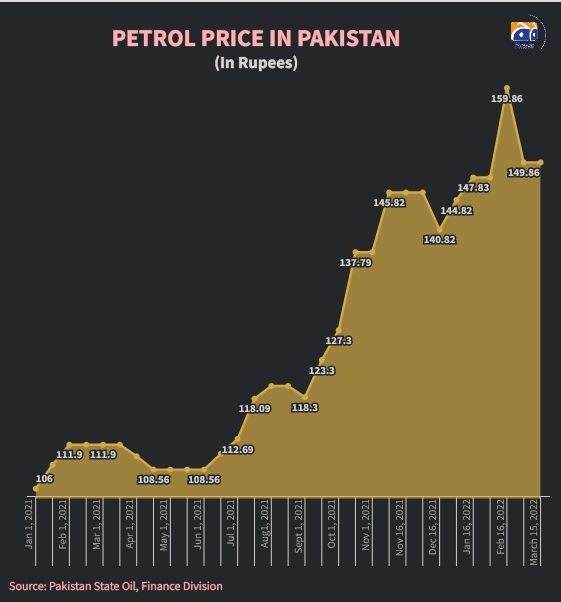 PETROL PRICE IN PAKISTAN
(In Rupees)
159.86
149.86
147.83
145.82
144.82
140.82
137.79
127.3
123.3
118.09
118.3
112.69
111.9
111.9
106
108.56
108.56
Jan 1, 2021
Feb 1, 2021
Mar 1, 2021
Apr 1, 2021
May 1, 2021
Jun 1, 2021
Jul 1, 2021
Aug1, 2021
Sept 1, 2021
Oct 1, 2021
Nov 1, 2021
Nov 16, 2021
Dec 16, 2021
Jan 16, 2022
Feb 16, 2022
March 15, 2022
Source: Pakistan State Oil, Finance Division